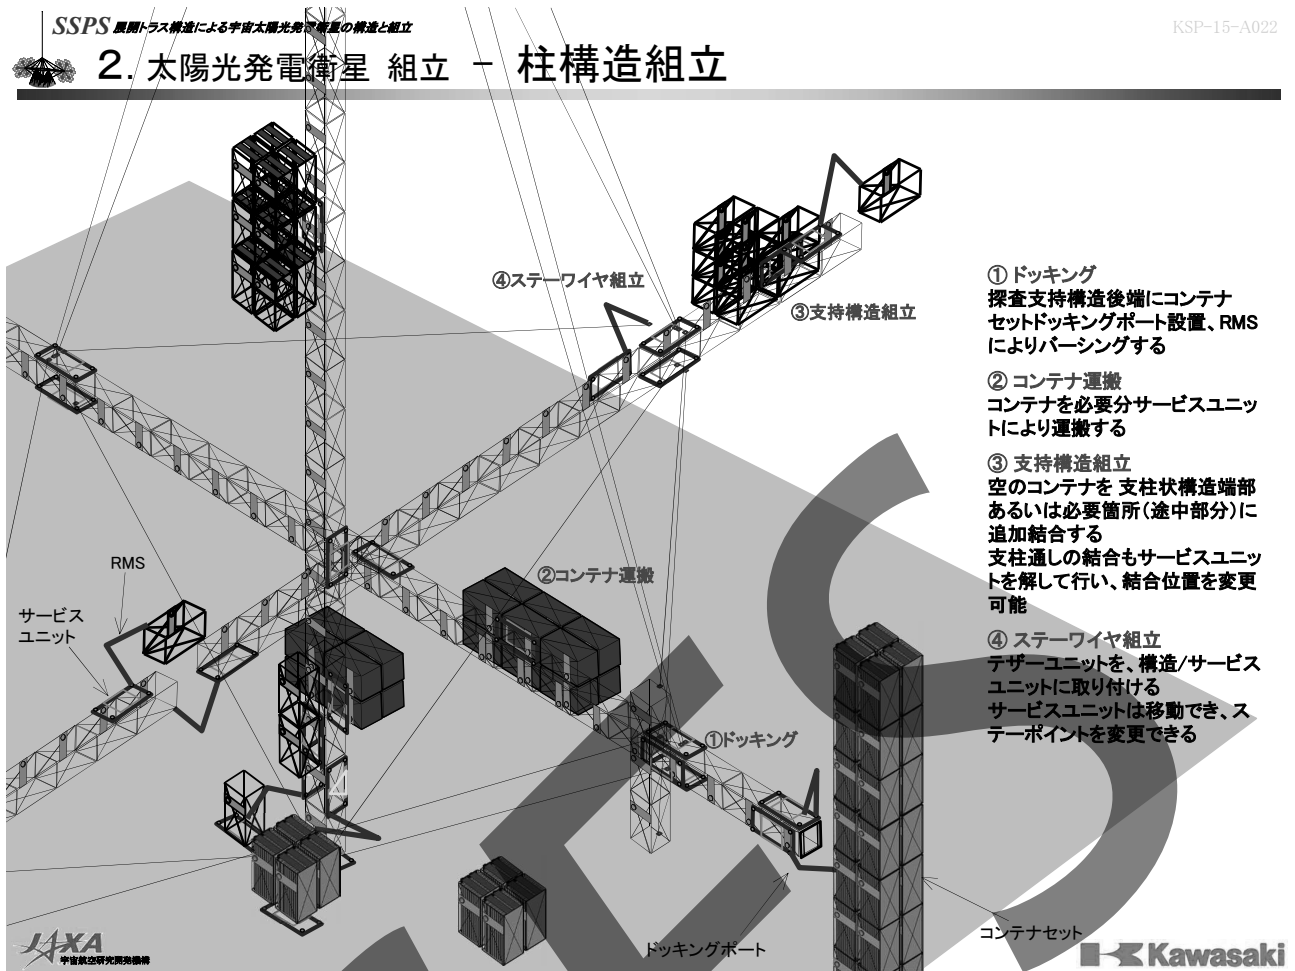 SSPS 展開トラス構造による宇宙太陽光発電衛星の構造と組立
KSP-15-A022
2. 太陽光発電衛星 組立 － 柱構造組立
④ステーワイヤ組立
③支持構造組立
②コンテナ運搬
①ドッキング
RMS
サービス
ユニット
ドッキングポート
コンテナセット
① ドッキング
探査支持構造後端にコンテナ
セットドッキングポート設置、RMS
によりバーシングする
② コンテナ運搬
コンテナを必要分サービスユニッ
トにより運搬する
③ 支持構造組立
空のコンテナを 支柱状構造端部
あるいは必要箇所（途中部分）に
追加結合する
支柱通しの結合もサービスユニッ
トを解して行い、結合位置を変更
可能
④ ステーワイヤ組立
テザーユニットを、構造/サービス
ユニットに取り付ける
サービスユニットは移動でき、ス
テーポイントを変更できる
JAXA
宇宙航空研究開発機構
Kawasaki